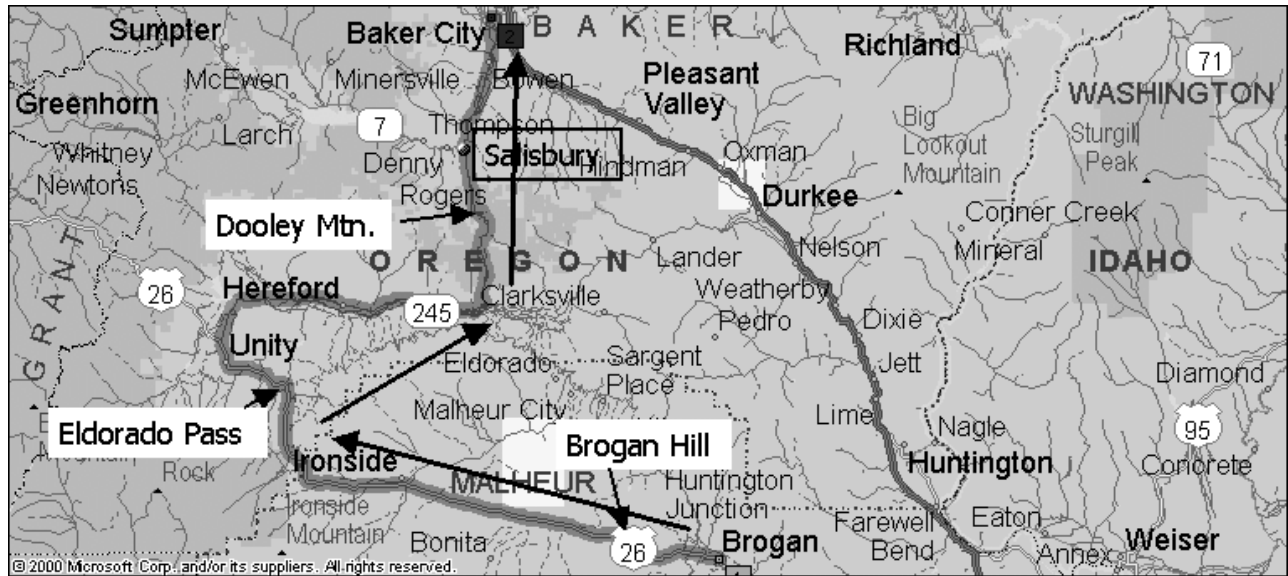 Sumpter
Baker City
2
BAKER
Richland
71
McEwen
Minersville
Bowen
Pleasant
Valley
WASHINGTON
Greenhorn
Larch
7
Thompson
Big
Lookout
Mountain
Sturgill
Peak
Whitney
Newtons
Denny
Salisbury
Hindman
Oxman
Rogers
Durkee
Dooley Mtn.
Conner Creek
Mineral
Nelson
OREGON
Lander
IDAHO
GRANT
26
Hereford
245
Clarksville
Weatherby
Pedro
Dixie
Unity
Eldorado
Sargent
Place
Jett
Diamond
Malheur City
Lime
Nagle
95
Eldorado Pass
Brogan Hill
Rock
Ironside
MALHEUR
Huntington
Concrete
Huntington
Junction
Ironside
Mountain
Bonita
26
Brogan
Farewell
Bend
Eaton
Annex
Weiser
© 2000 Microsoft Corp. and/or its suppliers. All rights reserved.